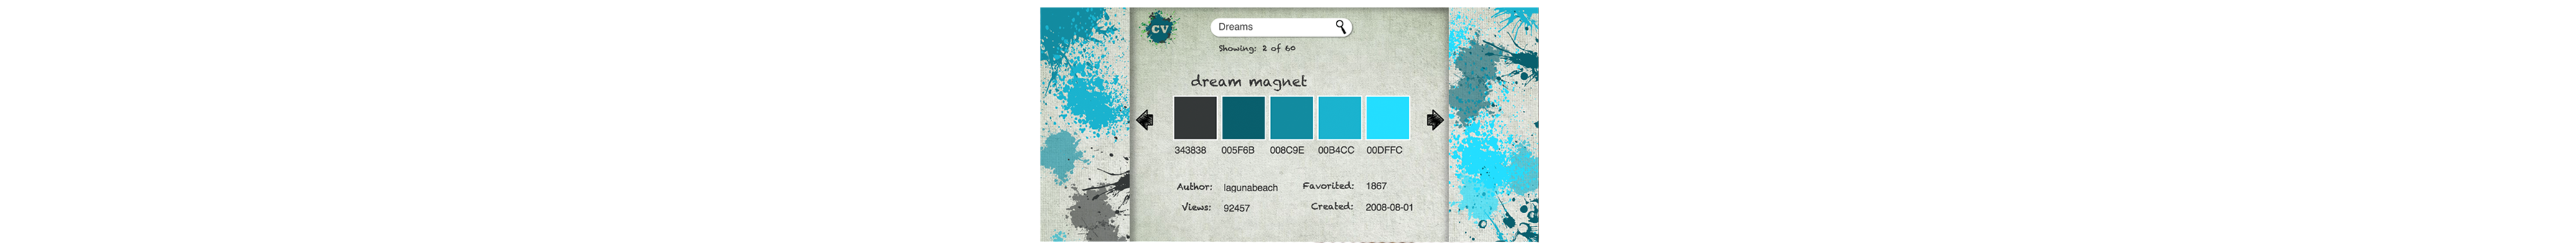 CV
Dreams
Showing: 2 of 60
dream magnet
343838 005F6B 008C9E 00B4CC 00DFFC
Author: lagunabeach Favorited: 1867
Views: 92457 Created: 2008-08-01